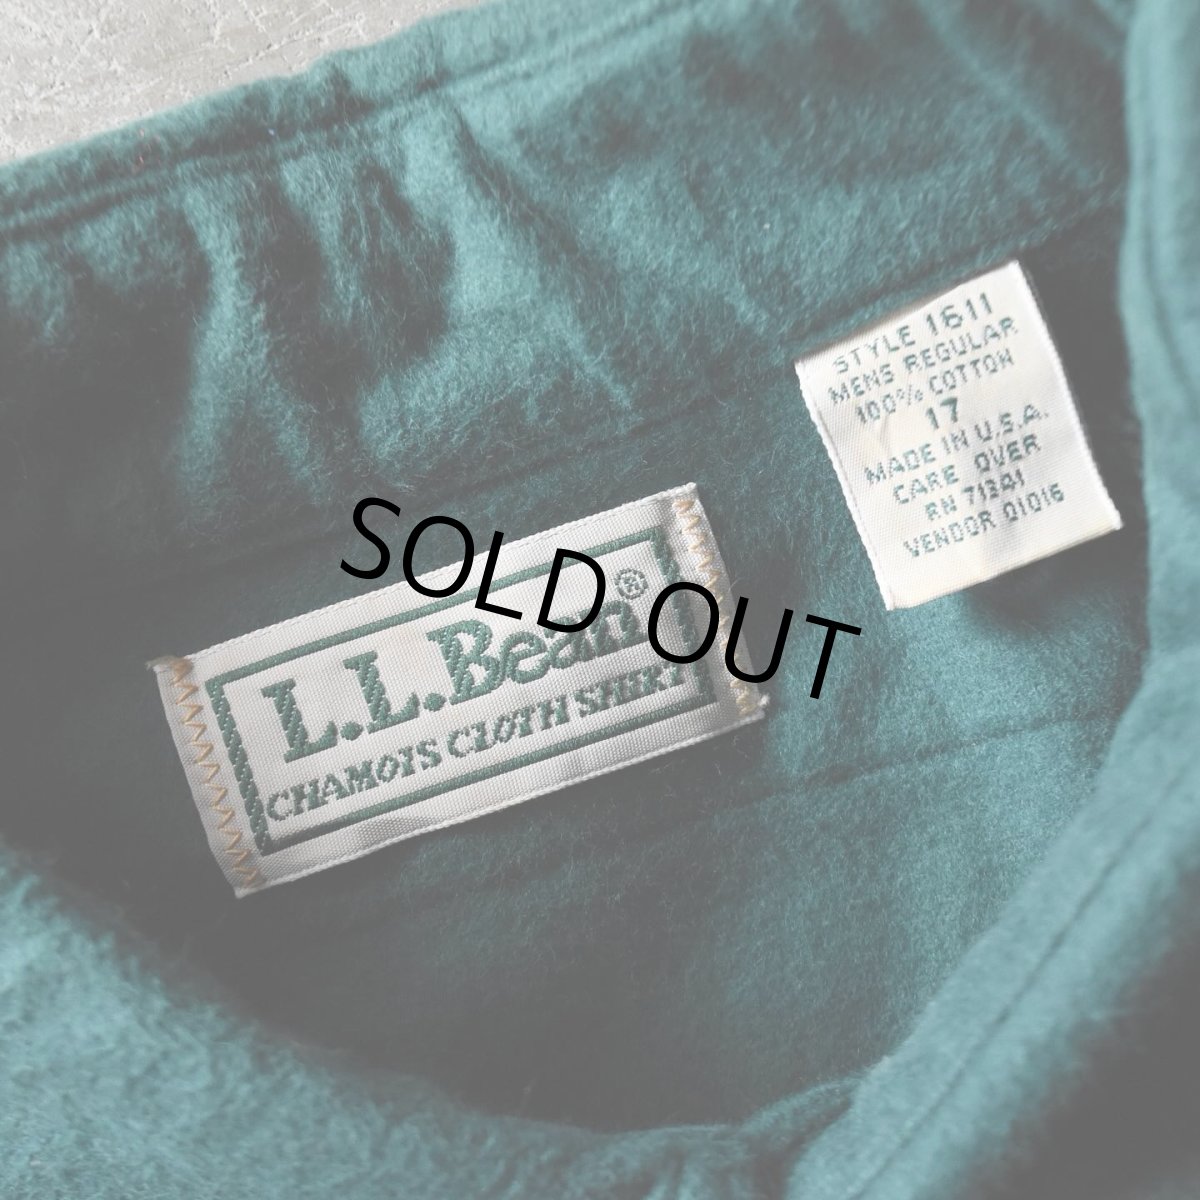 STYLE 1611
MENS REGULAR
100% COTTON
17
MADE IN U.S.A.
CARE OVER
RN 71341
VENDOR 01016
SOLD OUT
L.L.Bean®
CHAMOIS CLOTH SHIRT